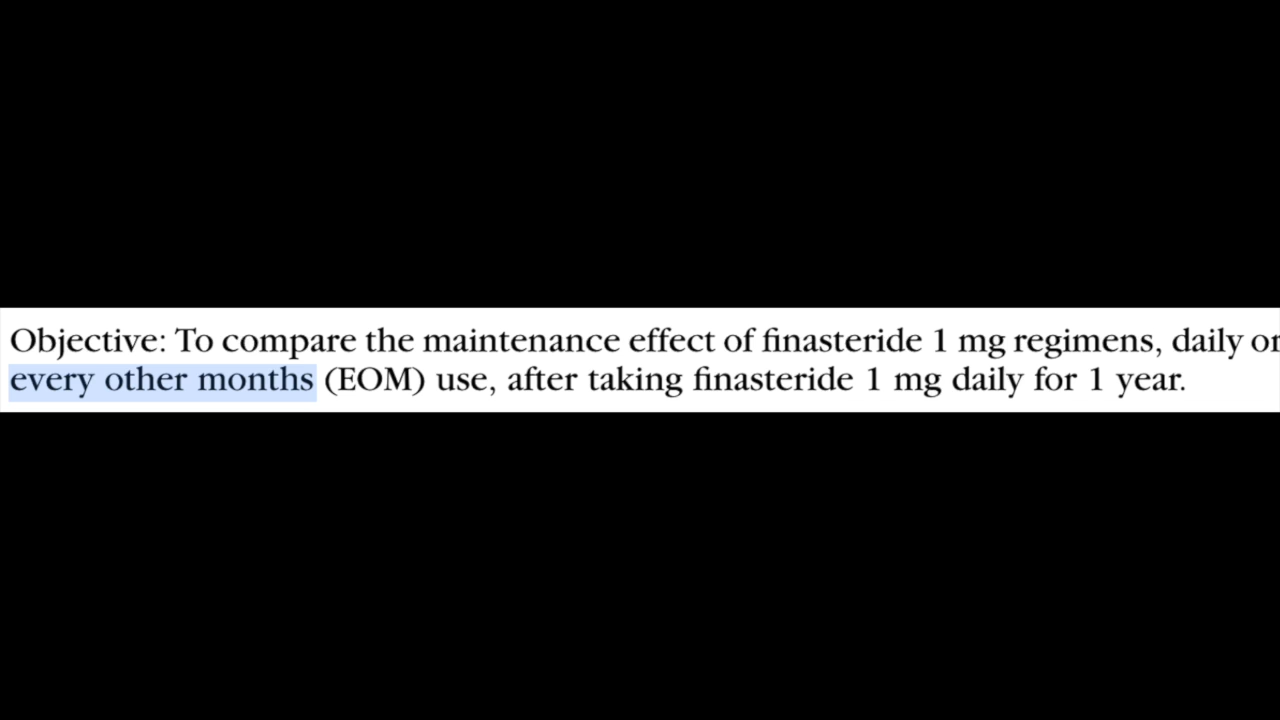 Objective: To compare the maintenance effect of finasteride 1 mg regimens, daily or
every other months (EOM) use, after taking finasteride 1 mg daily for 1 year.